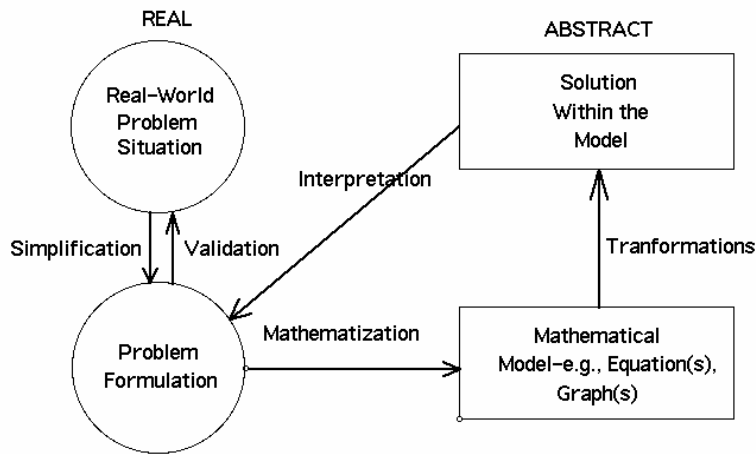 REAL
ABSTRACT
Real-World
Problem
Situation
Solution
Within the
Model
Interpretation
Simplification
Validation
Tranformations
Mathematization
Problem
Formulation
Mathematical
Model-e.g., Equation(s),
Graph(s)